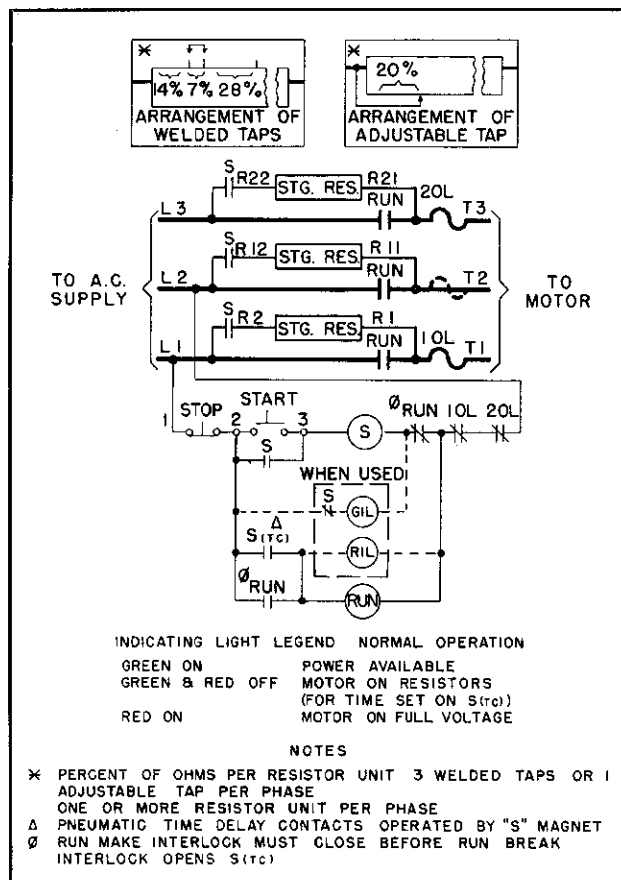 14% 7% 28%
ARRANGEMENT OF
WELDED TAPS
20%
ARRANGEMENT OF
ADJUSTABLE TAP
S
R22
STG. RES.
R21
20L
L3
RUN
T3
S
R12
STG. RES.
R11
L2
RUN
T2
TO A.C.
SUPPLY
TO
MOTOR
S
R2
STG. RES.
R1
L1
RUN
10L
T1
1
STOP
2
START
3
S
Ø
RUN
10L
20L
S
WHEN USED
S
GIL
Δ
S(TC)
RIL
Ø
RUN
RUN
INDICATING LIGHT LEGEND NORMAL OPERATION
GREEN ON POWER AVAILABLE
GREEN & RED OFF MOTOR ON RESISTORS
(FOR TIME SET ON S(TC))
RED ON MOTOR ON FULL VOLTAGE
NOTES
⚹ PERCENT OF OHMS PER RESISTOR UNIT 3 WELDED TAPS OR 1
ADJUSTABLE TAP PER PHASE
ONE OR MORE RESISTOR UNIT PER PHASE
Δ PNEUMATIC TIME DELAY CONTACTS OPERATED BY "S" MAGNET
Ø RUN MAKE INTERLOCK MUST CLOSE BEFORE RUN BREAK
INTERLOCK OPENS S(TC)